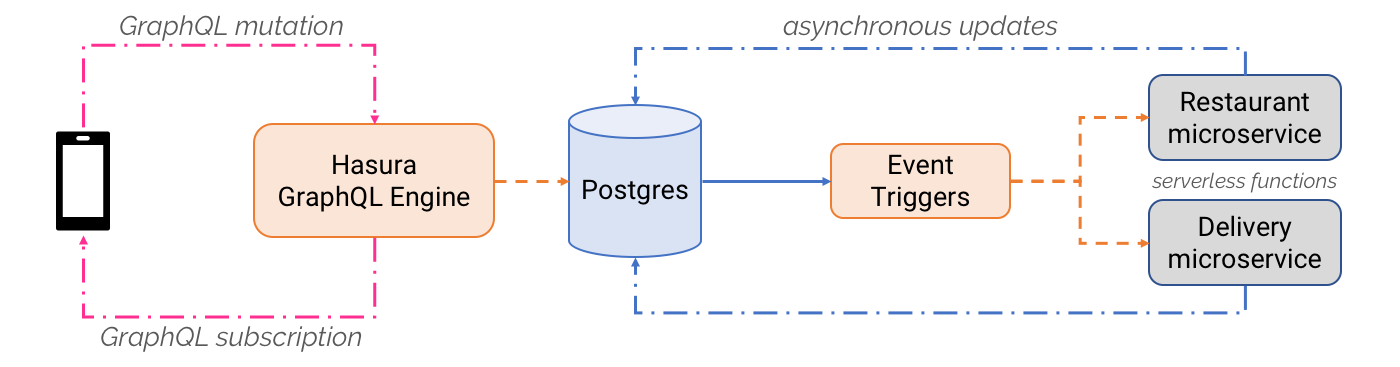 GraphQL mutation
asynchronous updates
Hasura
GraphQL Engine
Postgres
Event
Triggers
Restaurant
microservice
serverless functions
Delivery
microservice
GraphQL subscription